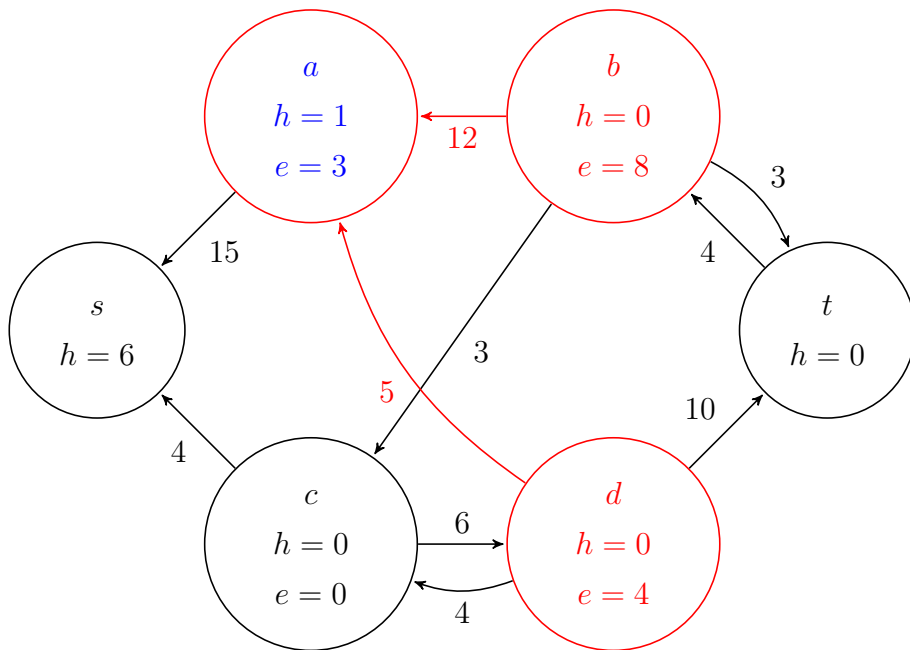 a
h = 1
e = 3
b
h = 0
e = 8
12
3
15
4
s
h = 6
t
h = 0
3
5
10
4
c
h = 0
e = 0
6
4
d
h = 0
e = 4